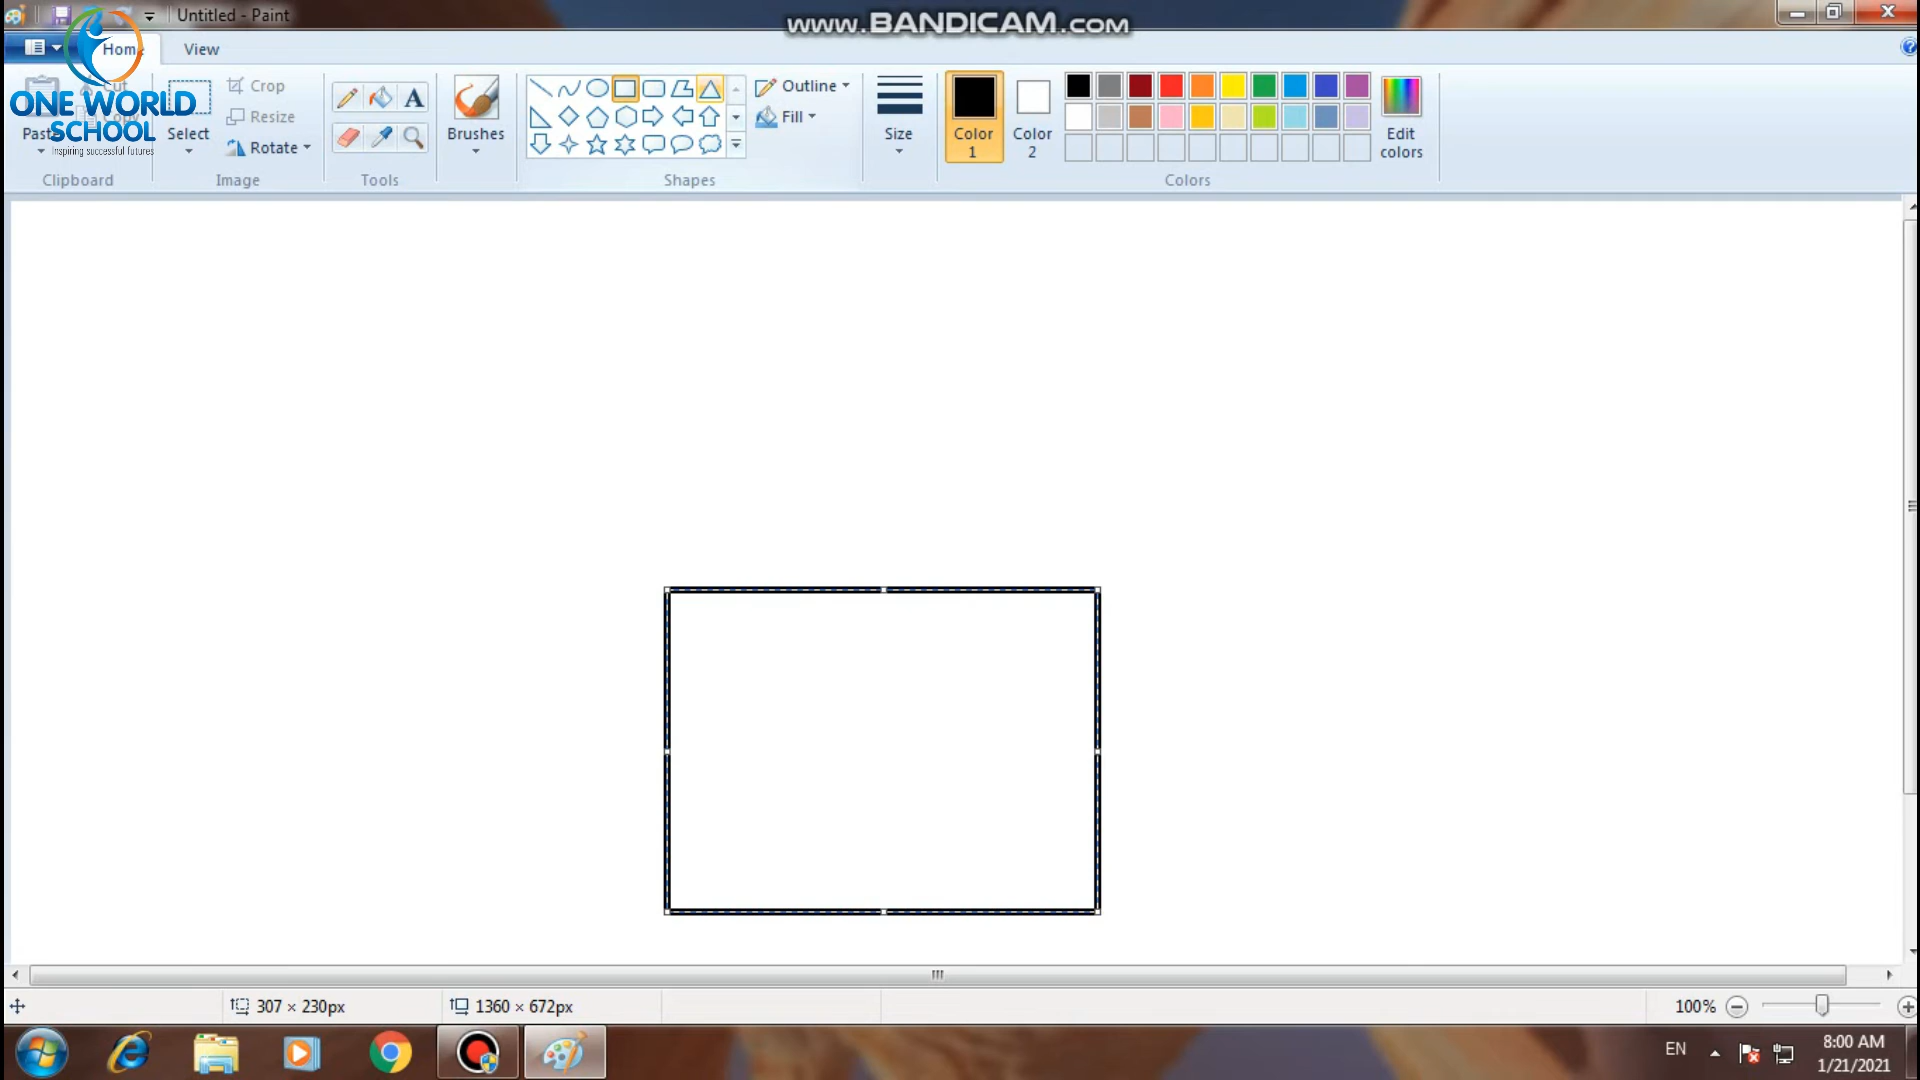 Untitled - Paint
www.BANDICAM.com
Home
View
ONE WORLD
SCHOOL
Inspiring successful futures
Cut
Copy
Paste
Clipboard
Select
Crop
Resize
Rotate
Image
Tools
A
Brushes
Shapes
Outline
Fill
Size
Color
1
Color
2
Edit
colors
Colors
307 × 230px
1360 × 672px
100%
EN
8:00 AM
1/21/2021